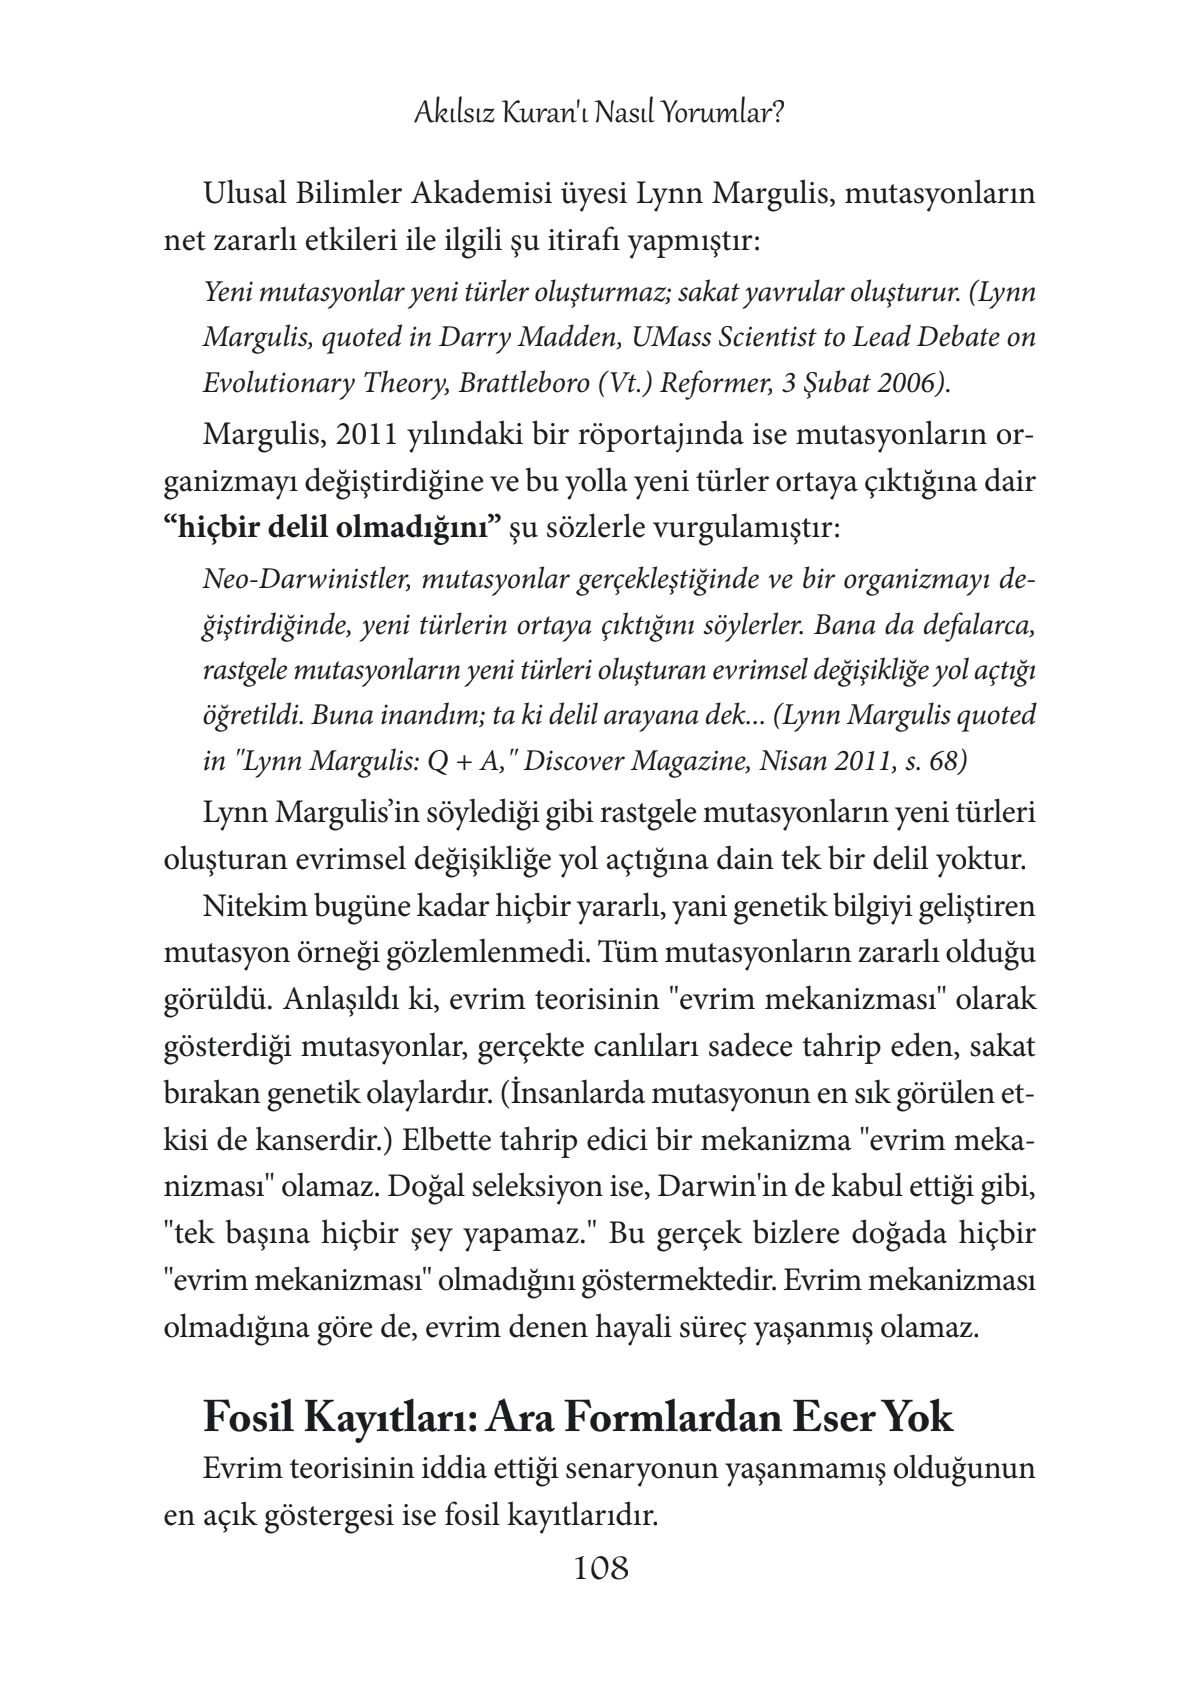 Akılsız Kuran'ı Nasıl Yorumlar?
Ulusal Bilimler Akademisi üyesi Lynn Margulis, mutasyonların
net zararlı etkileri ile ilgili şu itirafı yapmıştır:
Yeni mutasyonlar yeni türler oluşturmaz; sakat yavrular oluşturur. (Lynn
Margulis, quoted in Darry Madden, UMass Scientist to Lead Debate on
Evolutionary Theory, Brattleboro (Vt.) Reformer, 3 Şubat 2006).
Margulis, 2011 yılındaki bir röportajında ise mutasyonların or-
ganizmayı değiştirdiğine ve bu yolla yeni türler ortaya çıktığına dair
“hiçbir delil olmadığını” şu sözlerle vurgulamıştır:
Neo-Darwinistler, mutasyonlar gerçekleştiğinde ve bir organizmayı de-
ğiştirdiğinde, yeni türlerin ortaya çıktığını söylerler. Bana da defalarca,
rastgele mutasyonların yeni türleri oluşturan evrimsel değişikliğe yol açtığı
öğretildi. Buna inandım; ta ki delil arayana dek... (Lynn Margulis quoted
in "Lynn Margulis: Q + A," Discover Magazine, Nisan 2011, s. 68)
Lynn Margulis’in söylediği gibi rastgele mutasyonların yeni türleri
oluşturan evrimsel değişikliğe yol açtığına dain tek bir delil yoktur.
Nitekim bugüne kadar hiçbir yararlı, yani genetik bilgiyi geliştiren
mutasyon örneği gözlemlenmedi. Tüm mutasyonların zararlı olduğu
görüldü. Anlaşıldı ki, evrim teorisinin "evrim mekanizması" olarak
gösterdiği mutasyonlar, gerçekte canlıları sadece tahrip eden, sakat
bırakan genetik olaylardır. (İnsanlarda mutasyonun en sık görülen et-
kisi de kanserdir.) Elbette tahrip edici bir mekanizma "evrim meka-
nizması" olamaz. Doğal seleksiyon ise, Darwin'in de kabul ettiği gibi,
"tek başına hiçbir şey yapamaz." Bu gerçek bizlere doğada hiçbir
"evrim mekanizması" olmadığını göstermektedir. Evrim mekanizması
olmadığına göre de, evrim denen hayali süreç yaşanmış olamaz.
Fosil Kayıtları: Ara Formlardan Eser Yok
Evrim teorisinin iddia ettiği senaryonun yaşanmamış olduğunun
en açık göstergesi ise fosil kayıtlarıdır.
108